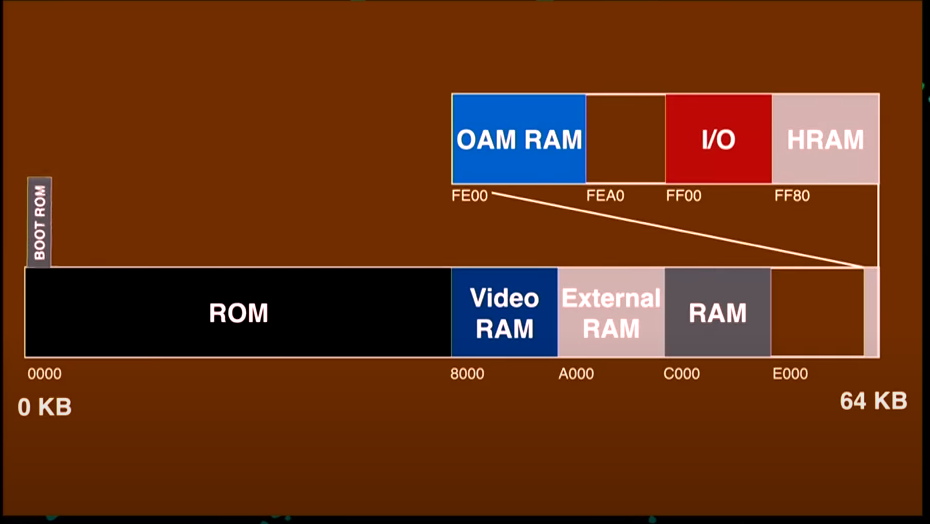 OAM RAM
I/O
HRAM
FE00
FEA0
FF00
FF80
BOOT ROM
ROM
Video
RAM
External
RAM
RAM
0000
8000
A000
C000
E000
0 KB
64 KB